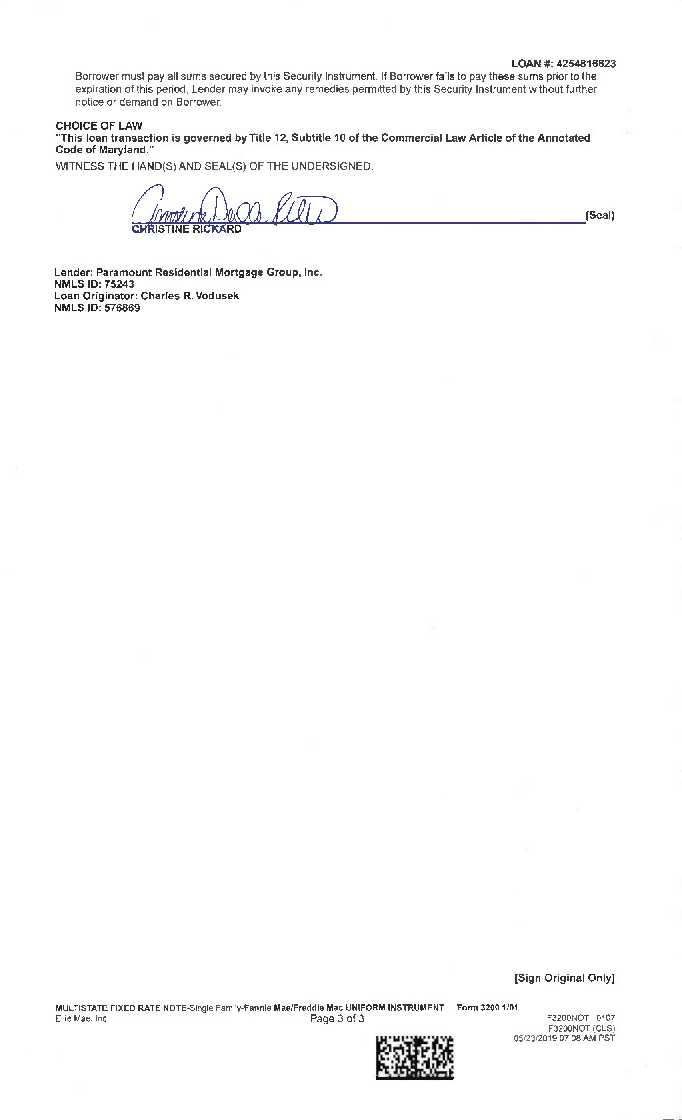 LOAN #: 4254816823
Borrower must pay all sums secured by this Security Instrument. If Borrower fails to pay these sums prior to the
expiration of this period, Lender may invoke any remedies permitted by this Security Instrument without further
notice or demand on Borrower.
CHOICE OF LAW
"This loan transaction is governed by Title 12, Subtitle 10 of the Commercial Law Article of the Annotated
Code of Maryland."
WITNESS THE HAND(S) AND SEAL(S) OF THE UNDERSIGNED.
(Seal)
CHRISTINE RICKARD
Lender: Paramount Residential Mortgage Group, Inc.
NMLS ID: 75243
Loan Originator: Charles R. Vodusek
NMLS ID: 576869
[Sign Original Only]
MULTISTATE FIXED RATE NOTE-Single Family-Fannie Mae/Freddie Mac UNIFORM INSTRUMENT Form 3200 1/01
Ellie Mae, Inc. Page 3 of 3 F3200NOT 0107
F3200NOT (CLS)
05/23/2019 07:08 AM PST